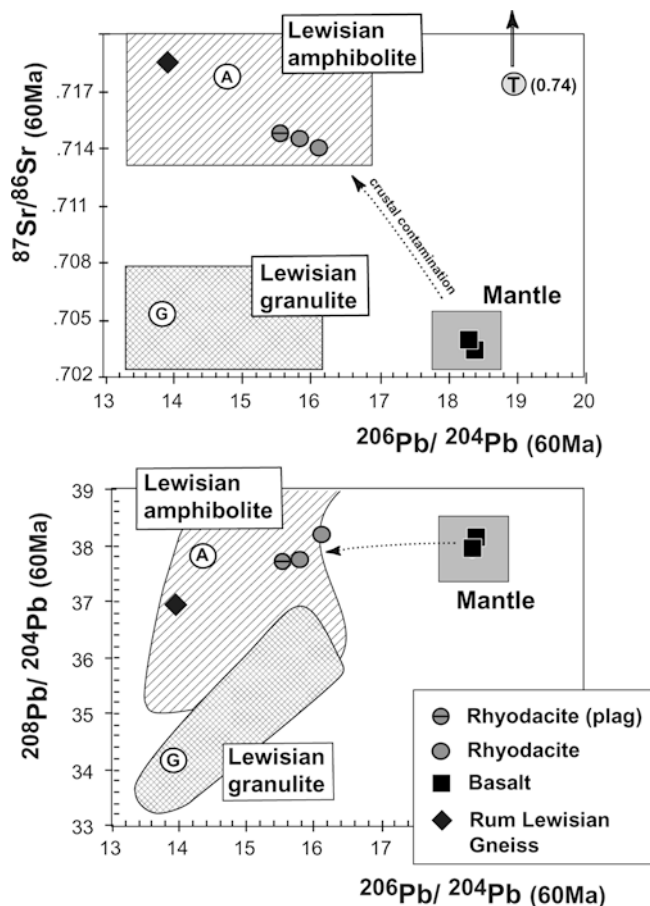 Lewisian
amphibolite
A
T (0.74)
.717
.714
.711
.708
.705
.702
87Sr/86Sr (60Ma)
crustal contamination
Lewisian
granulite
G
Mantle
13 14 15 16 17 18 19 20
206Pb/ 204Pb (60Ma)
39
38
37
36
35
34
33
208Pb/ 204Pb (60Ma)
Lewisian
amphibolite
A
Mantle
G
Lewisian
granulite
Rhyodacite (plag)
Rhyodacite
Basalt
Rum Lewisian
Gneiss
13 14 15 16 17
206Pb/ 204Pb (60Ma)